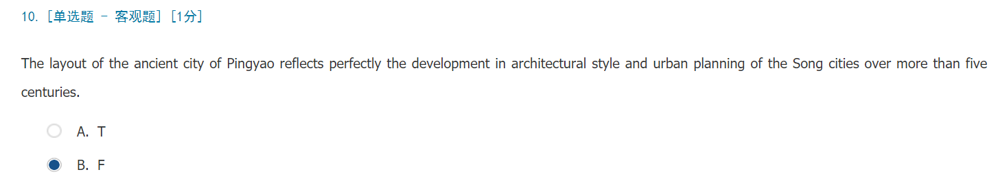 10. [单选题 - 客观题] [1分]
The layout of the ancient city of Pingyao reflects perfectly the development in architectural style and urban planning of the Song cities over more than five
centuries.
A. T
B. F